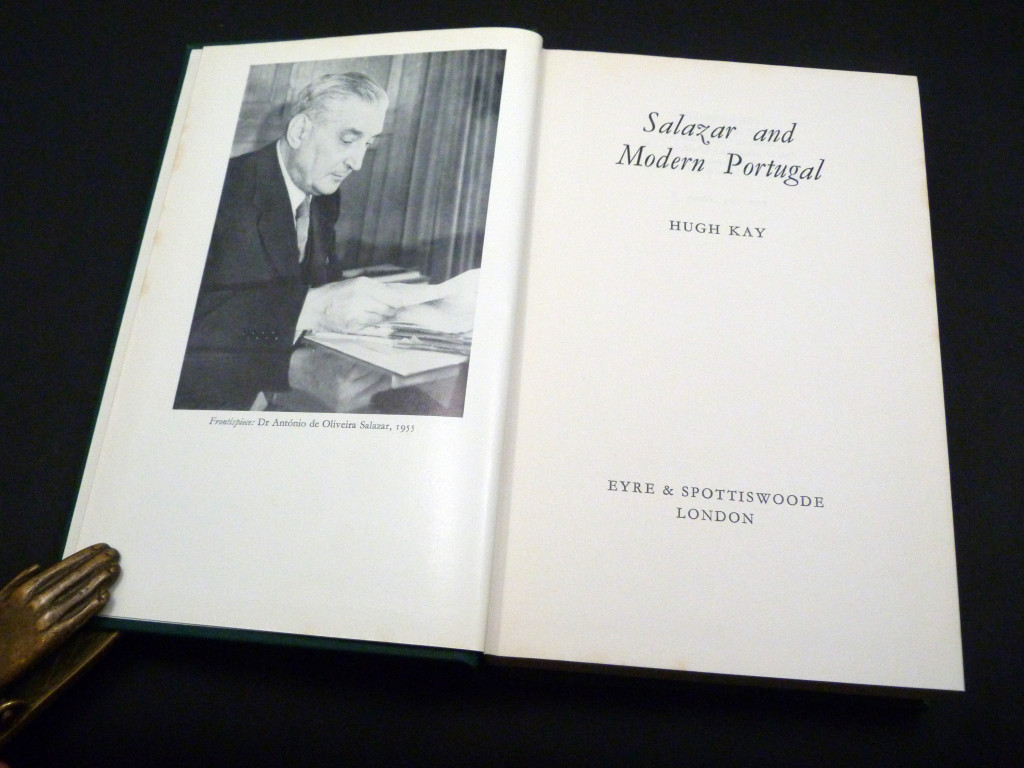 Frontispiece: Dr António de Oliveira Salazar, 1955
Salazar and
Modern Portugal
HUGH KAY
EYRE & SPOTTISWOODE
LONDON